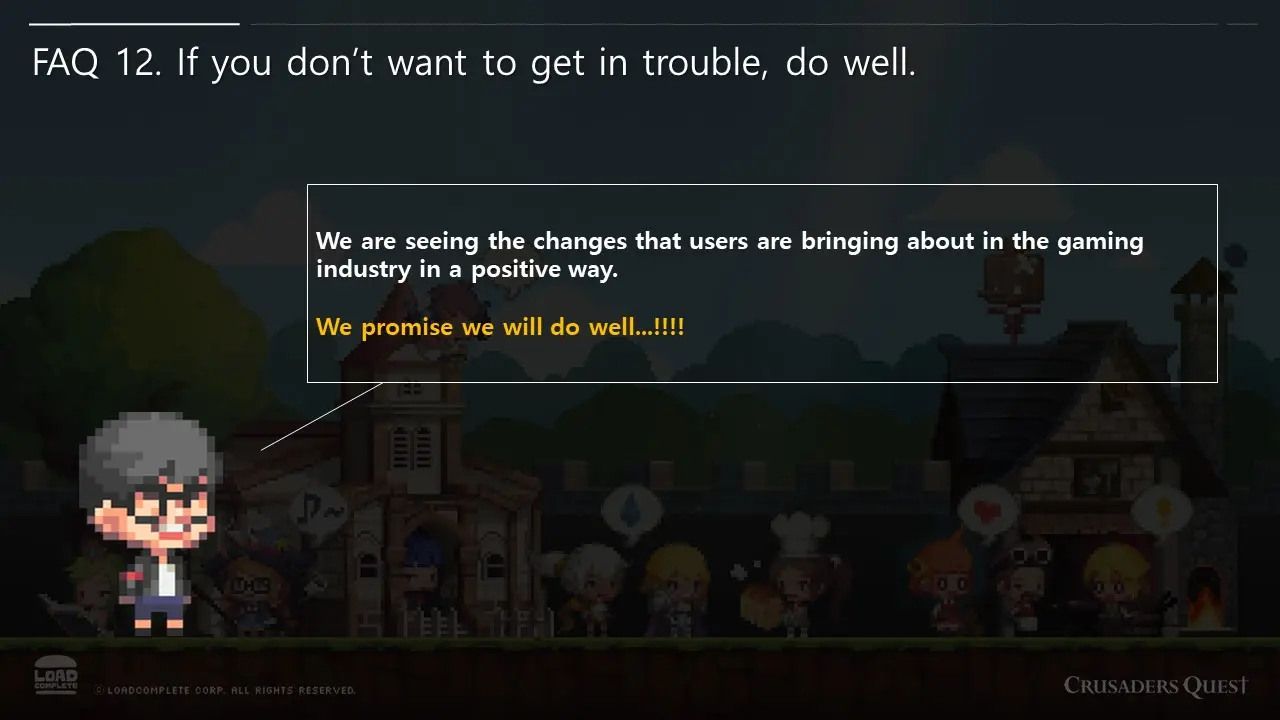 FAQ 12. If you don't want to get in trouble, do well.
We are seeing the changes that users are bringing about in the gaming
industry in a positive way.
We promise we will do well...!!!!
LOAD
COMPLETE
ⓒ LOADCOMPLETE CORP. ALL RIGHTS RESERVED.
CRUSADERS QUEST